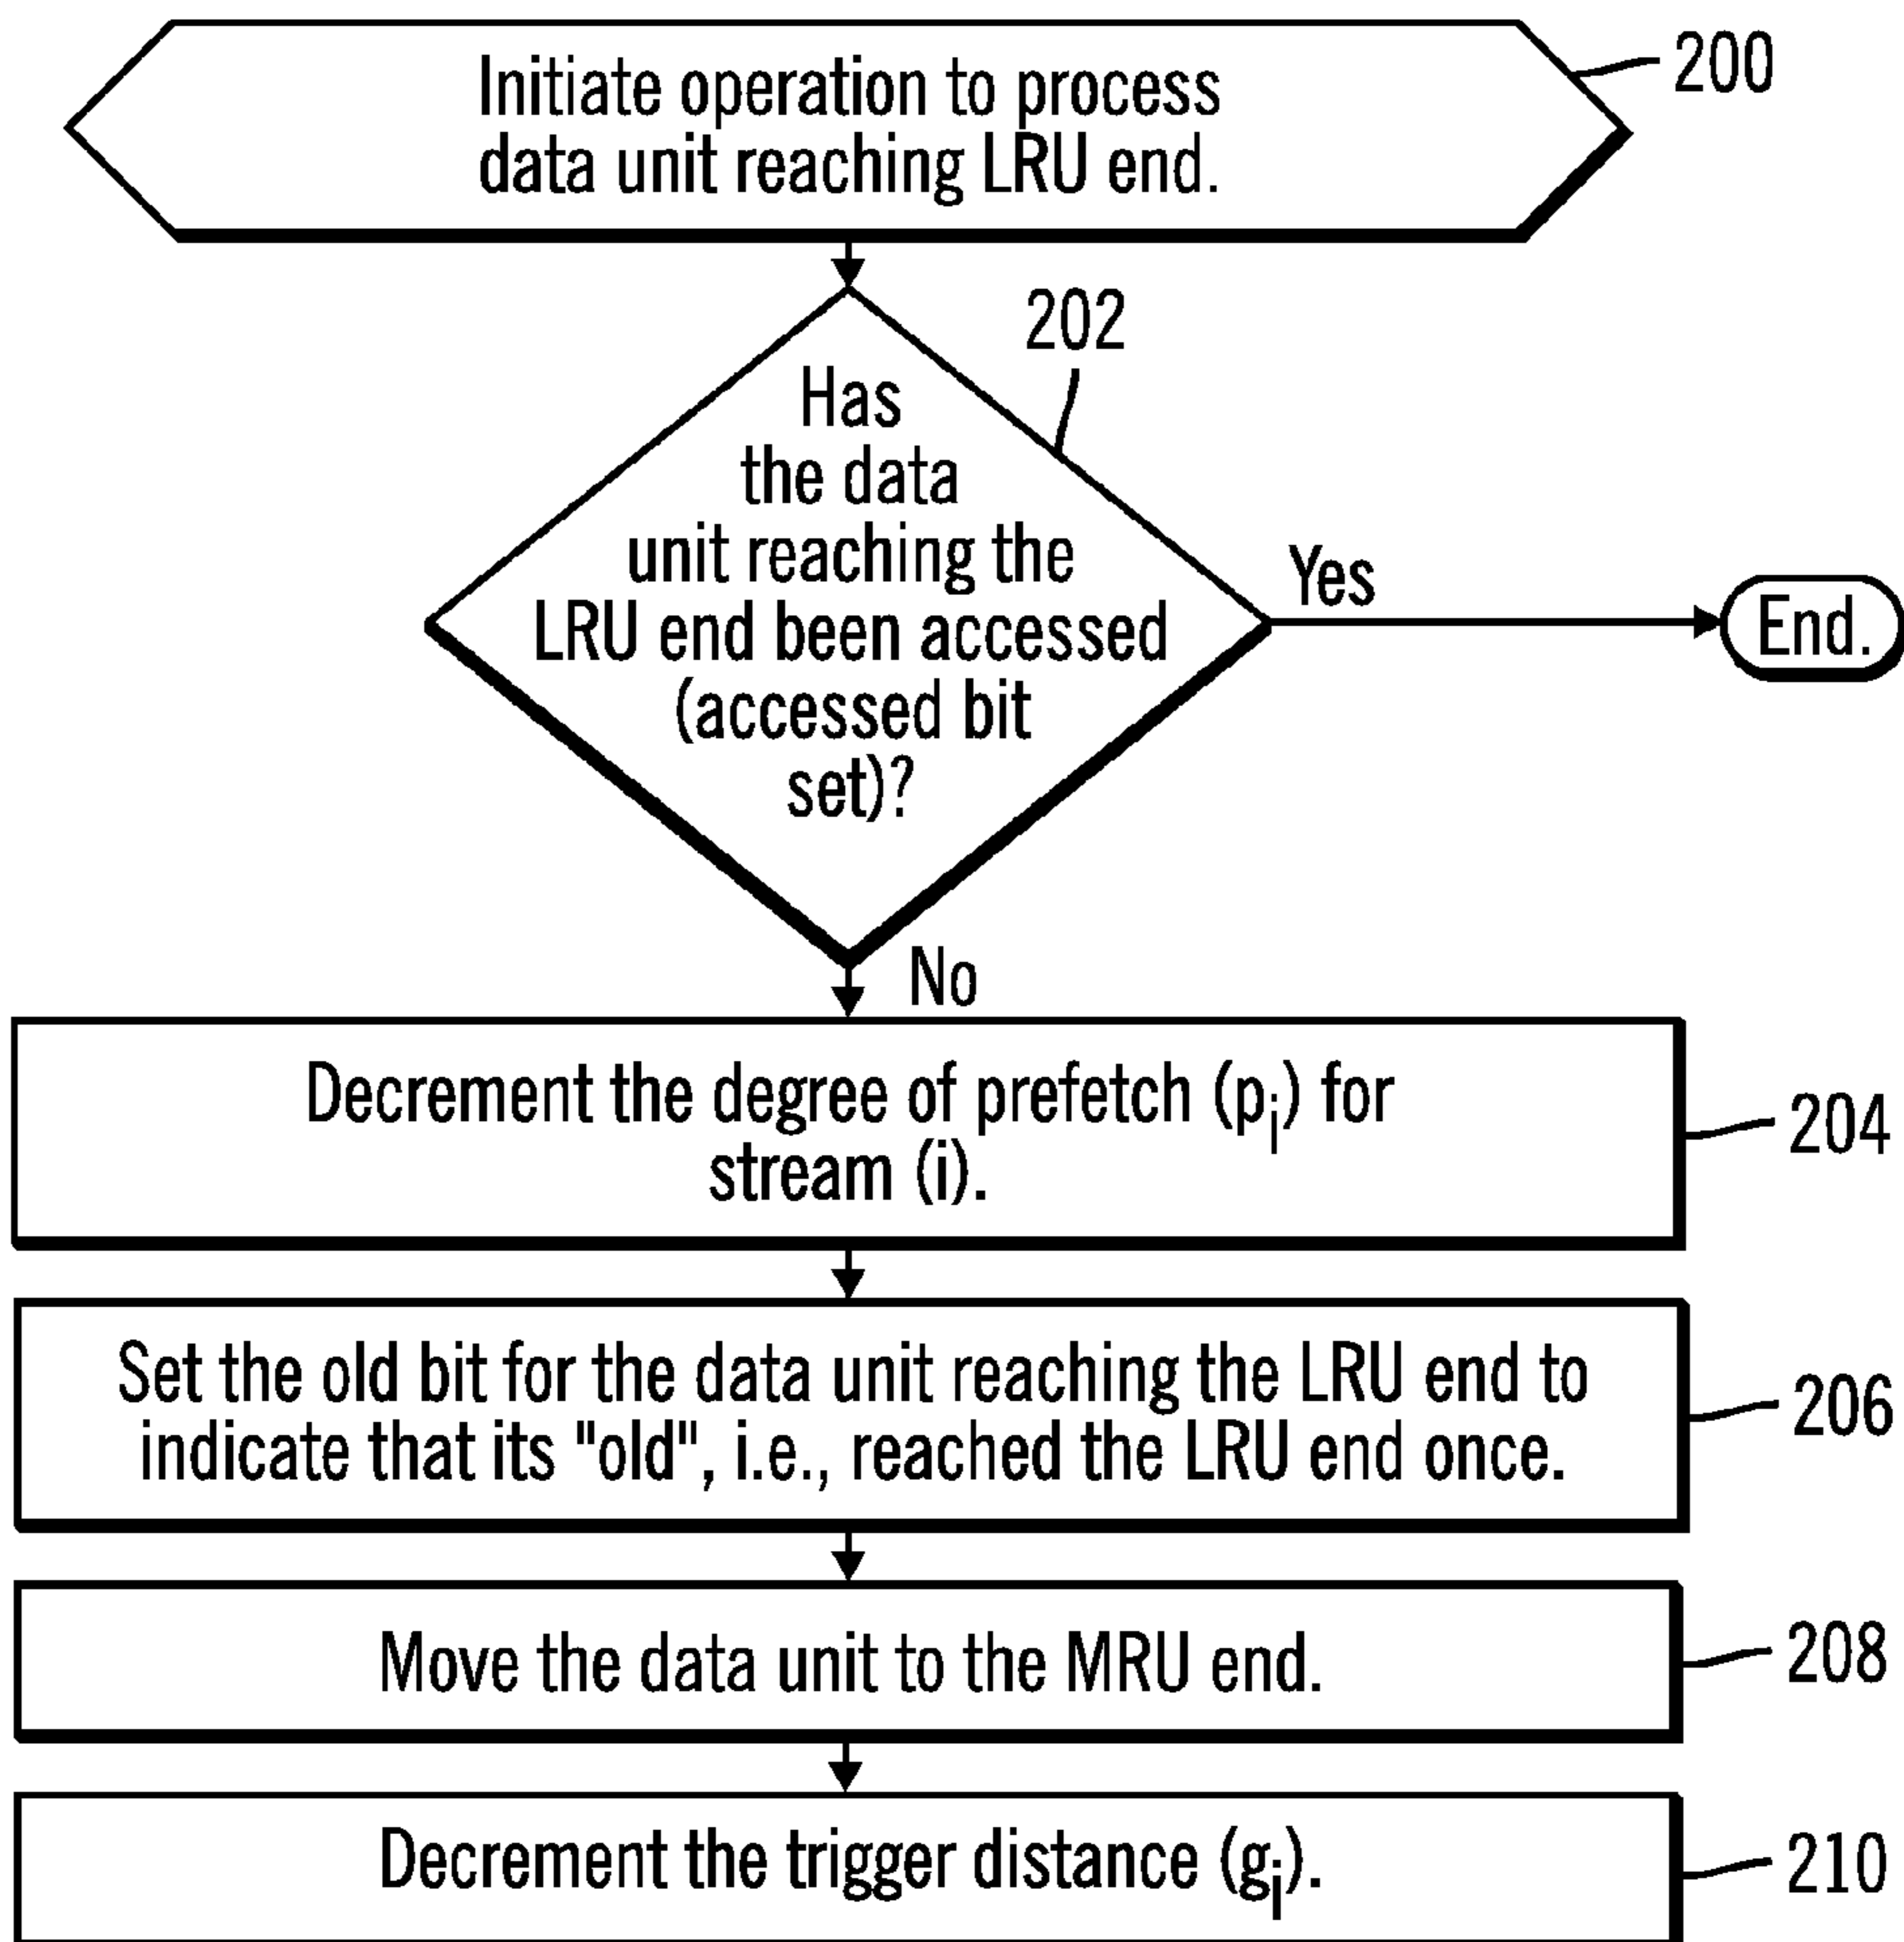 Initiate operation to process
data unit reaching LRU end.
200
202
Has
the data
unit reaching the
LRU end been accessed
(accessed bit
set)?
Yes
End.
No
Decrement the degree of prefetch (pi) for
stream (i).
204
Set the old bit for the data unit reaching the LRU end to
indicate that its "old", i.e., reached the LRU end once.
206
Move the data unit to the MRU end.
208
Decrement the trigger distance (gi).
210